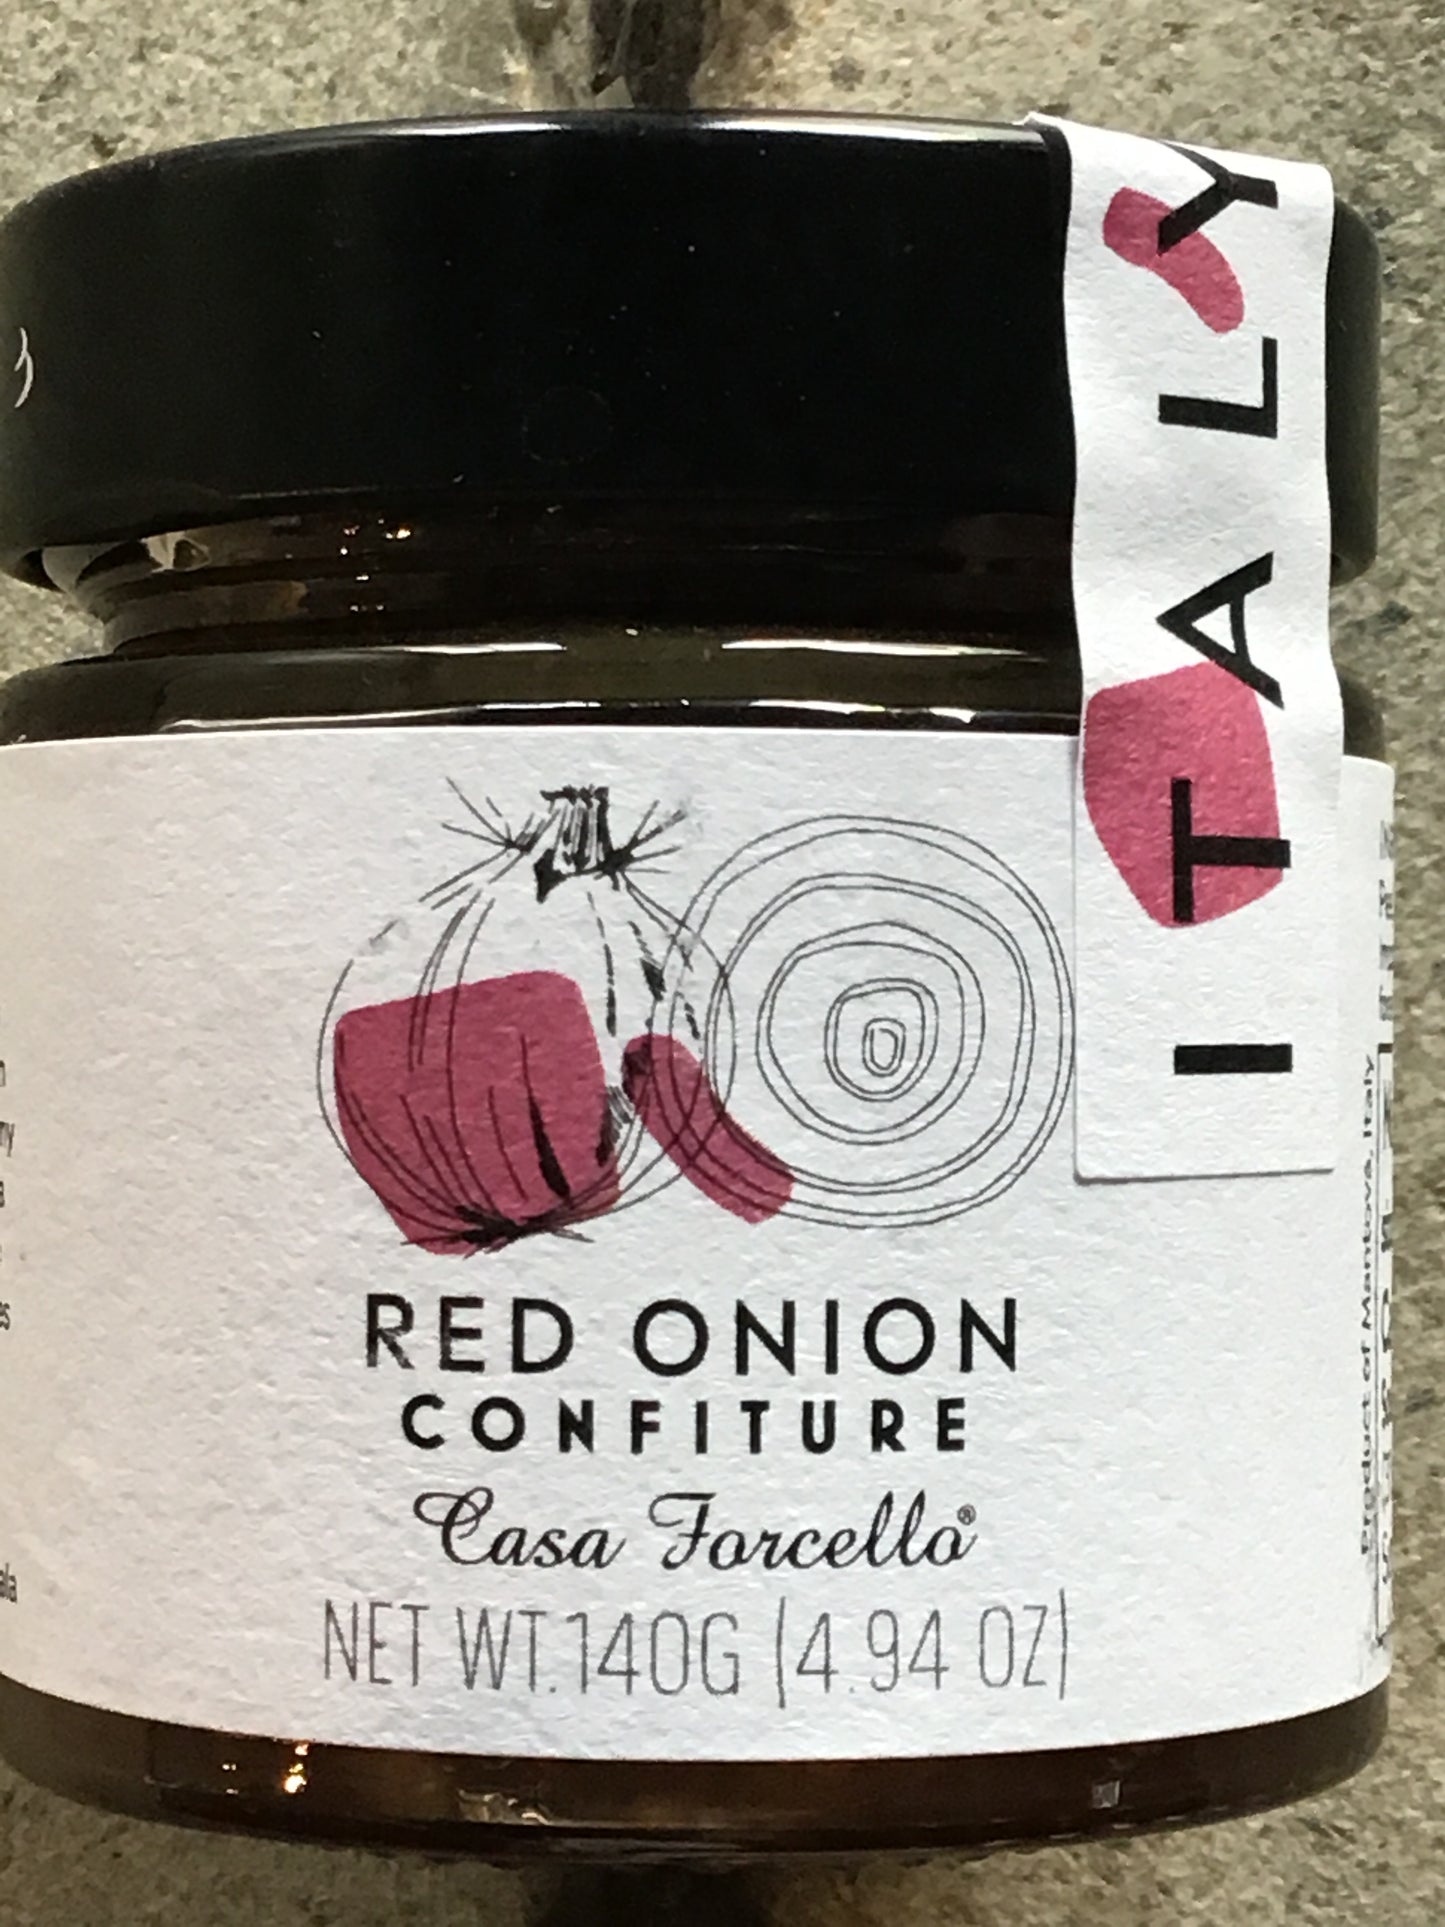 ITALY
RED ONION
CONFITURE
Casa Forcello®
NET WT. 140G (4.94 OZ)
Product of Mantova, Italy